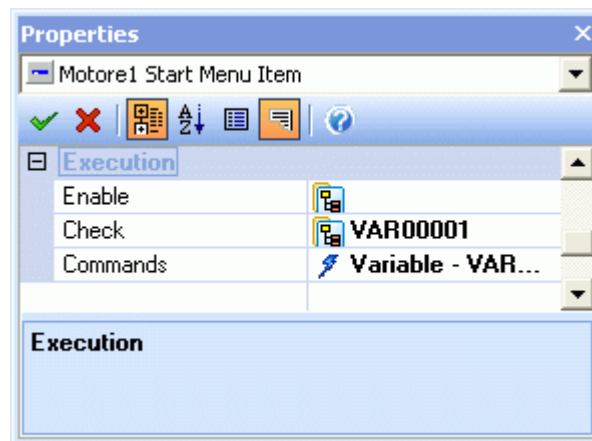 Properties
Motore1 Start Menu Item
Execution
Enable
Check VAR00001
Commands Variable - VAR...
Execution